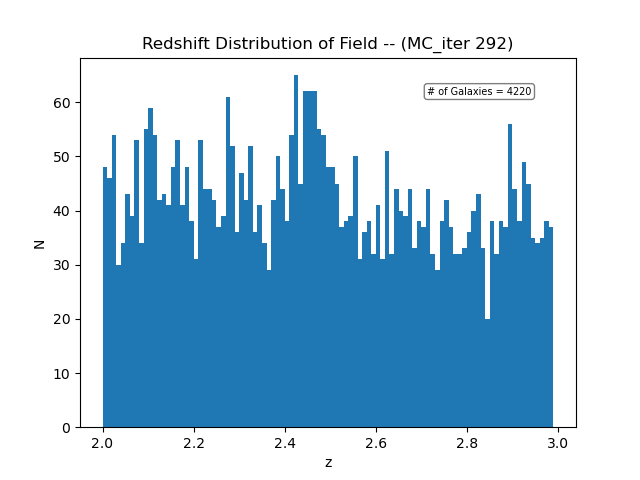 Redshift Distribution of Field -- (MC_iter 292)
# of Galaxies = 4220
60
50
40
30
20
10
0
N
2.0 2.2 2.4 2.6 2.8 3.0
z